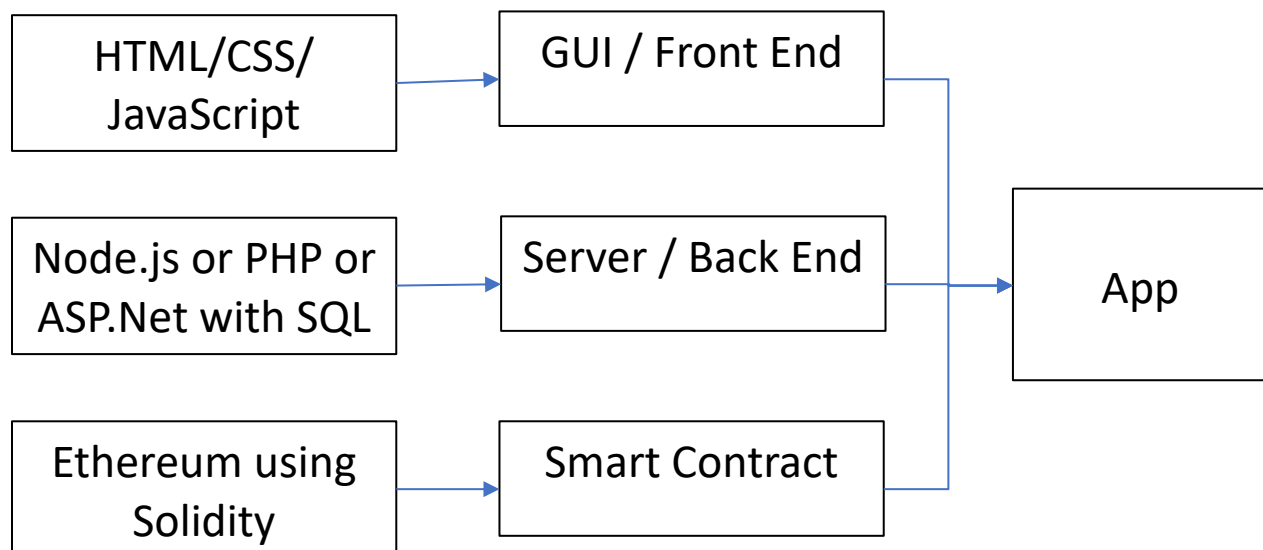 HTML/CSS/
JavaScript
GUI / Front End
Node.js or PHP or
ASP.Net with SQL
Server / Back End
App
Ethereum using
Solidity
Smart Contract